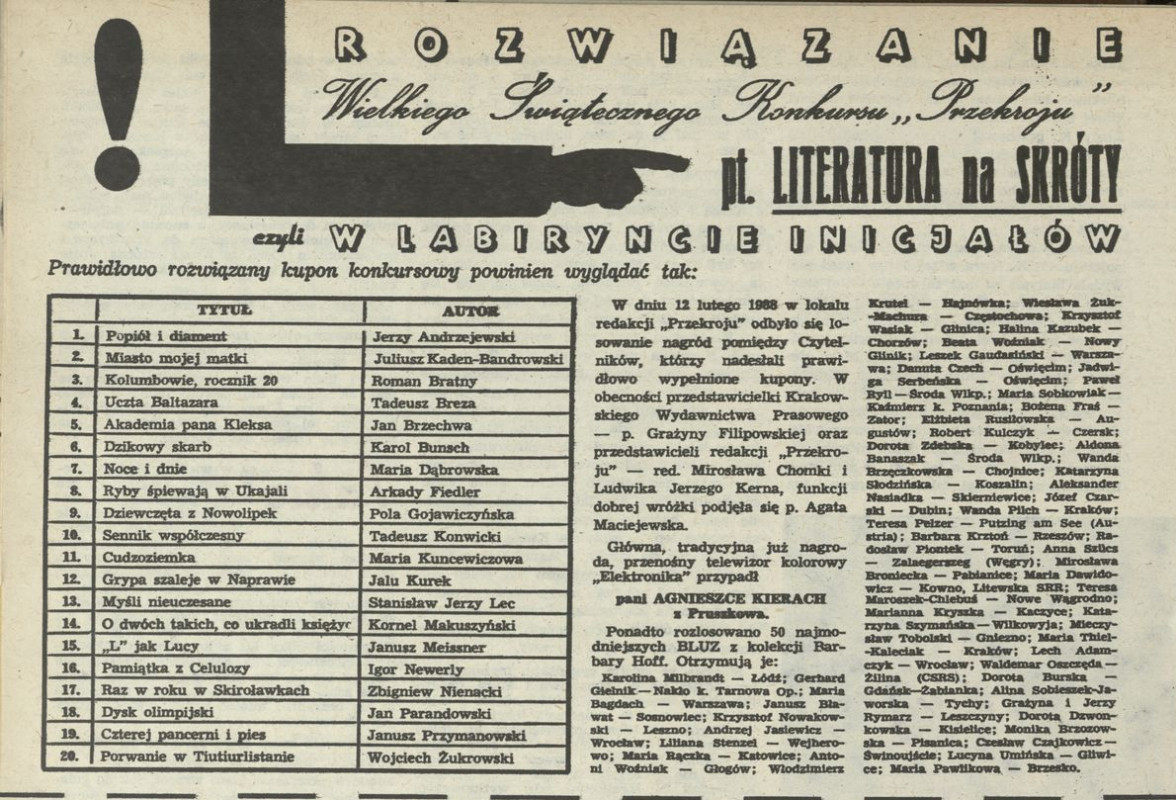 ROZWIĄZANIE
Wielkiego Świątecznego Konkursu „Przekroju”
pt. LITERATURA na SKRÓTY
czyli W LABIRYNCIE INICJAŁÓW
Prawidłowo rozwiązany kupon konkursowy powinien wyglądać tak:
TYTUŁ AUTOR
1. Popiół i diament Jerzy Andrzejewski
2. Miasto mojej matki Juliusz Kaden-Bandrowski
3. Kolumbowie, rocznik 20 Roman Bratny
4. Uczta Baltazara Tadeusz Breza
5. Akademia pana Kleksa Jan Brzechwa
6. Dzikowy skarb Karol Bunsch
7. Noce i dnie Maria Dąbrowska
8. Ryby śpiewają w Ukajali Arkady Fiedler
9. Dziewczęta z Nowolipek Pola Gojawiczyńska
10. Sennik współczesny Tadeusz Konwicki
11. Cudzoziemka Maria Kuncewiczowa
12. Grypa szaleje w Naprawie Jalu Kurek
13. Myśli nieuczesane Stanisław Jerzy Lec
14. O dwóch takich, co ukradli księżyc Kornel Makuszyński
15. „L” jak Lucy Janusz Meissner
16. Pamiątka z Celulozy Igor Newerly
17. Raz w roku w Skiroławkach Zbigniew Nienacki
18. Dysk olimpijski Jan Parandowski
19. Czterej pancerni i pies Janusz Przymanowski
20. Porwanie w Tiutiurlistanie Wojciech Żukrowski
W dniu 12 lutego 1988 w lokalu
redakcji „Przekroju” odbyło się lo-
sowanie nagród pomiędzy Czytel-
ników, którzy nadesłali prawi-
dłowo wypełnione kupony. W
obecności przedstawicielki Krakow-
skiego Wydawnictwa Prasowego
— p. Grażyny Filipowskiej oraz
przedstawicieli redakcji „Przekro-
ju” — red. Mirosława Chomki i
Ludwika Jerzego Kerna, funkcji
dobrej wróżki podjęła się p. Agata
Maciejewska.
Główna, tradycyjna już nagro-
da, przenośny telewizor kolorowy
„Elektronika” przypadł
pani AGNIESZCE KIERACH
z Pruszkowa.
Ponadto rozlosowano 50 najmo-
dniejszych BLUZ z kolekcji Bar-
bary Hoff. Otrzymują je:
Karolina Milbrandt — Łódź; Gerhard
Gielnik — Nakło k. Tarnowa Op.; Maria
Bagdach — Warszawa; Janusz Bła-
wat — Sosnowiec; Krzysztof Nowakow-
ski — Leszno; Andrzej Jasiewicz —
Wrocław; Liliana Stenzel — Wejhero-
wo; Maria Rączka — Katowice; Anto-
ni Woźniak — Głogów; Włodzimierz
Krutel — Hajnówka; Wiesława Żuk-
-Machura — Częstochowa; Krzysztof
Wasiak — Glinica; Halina Kazubek —
Chorzów; Beata Woźniak — Nowy
Glinik; Leszek Gaudasiński — Warsza-
wa; Danuta Czech — Oświęcim; Jadwi-
ga Serbeńska — Oświęcim; Paweł
Ryll — Środa Wlkp.; Maria Sobkowiak —
Kaźmierz k. Poznania; Bożena Fraś —
Zator; Elżbieta Rusiłowska — Au-
gustów; Robert Kulczyk — Czersk;
Dorota Zdebska — Kobylec; Aldona
Banaszak — Środa Wlkp.; Wanda
Brzęczkowska — Chojnice; Katarzyna
Słodzińska — Koszalin; Aleksander
Nasiadka — Skierniewice; Józef Czar-
ski — Dubin; Wanda Pilch — Kraków;
Teresa Pelzer — Putzing am See (Au-
stria); Barbara Krztoń — Rzeszów; Ra-
dosław Piontek — Toruń; Anna Szücs
— Zalaegerszeg (Węgry); Mirosława
Broniecka — Pabianice; Maria Dawido-
wicz — Kowno, Litewska SRR; Teresa
Maroszek-Chlebuś — Nowe Wągrodno;
Marianna Kryszka — Kaczyce; Kata-
rzyna Szymańska — Wilkowyja; Mieczy-
sław Tobolski — Gniezno; Maria Thiel-
-Kaleciak — Kraków; Lech Adam-
czyk — Wrocław; Waldemar Oszczęda —
Žilina (CSRS); Dorota Burska —
Gdańsk-Żabianka; Alina Sobieszek-Ja-
worska — Tychy; Grażyna i Jerzy
Rymarz — Leszczyny; Dorota Dzwon-
kowska — Kisielice; Monika Brzozow-
ska — Pisanica; Czesław Czajkowicz —
Świnoujście; Lucyna Umińska — Gliwi-
ce; Maria Pawlikowa — Brzesko.